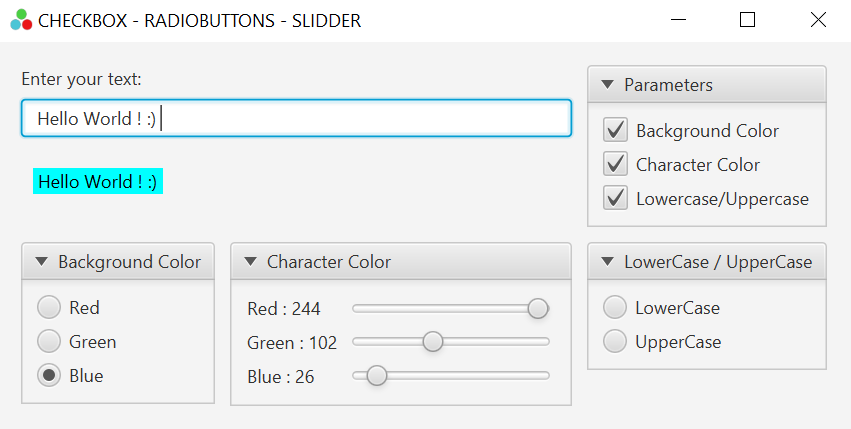 CHECKBOX - RADIOBUTTONS - SLIDDER
Enter your text:
Hello World ! :)
Hello World ! :)
Parameters
Background Color
Character Color
Lowercase/Uppercase
Background Color
Red
Green
Blue
Character Color
Red : 244
Green : 102
Blue : 26
LowerCase / UpperCase
LowerCase
UpperCase